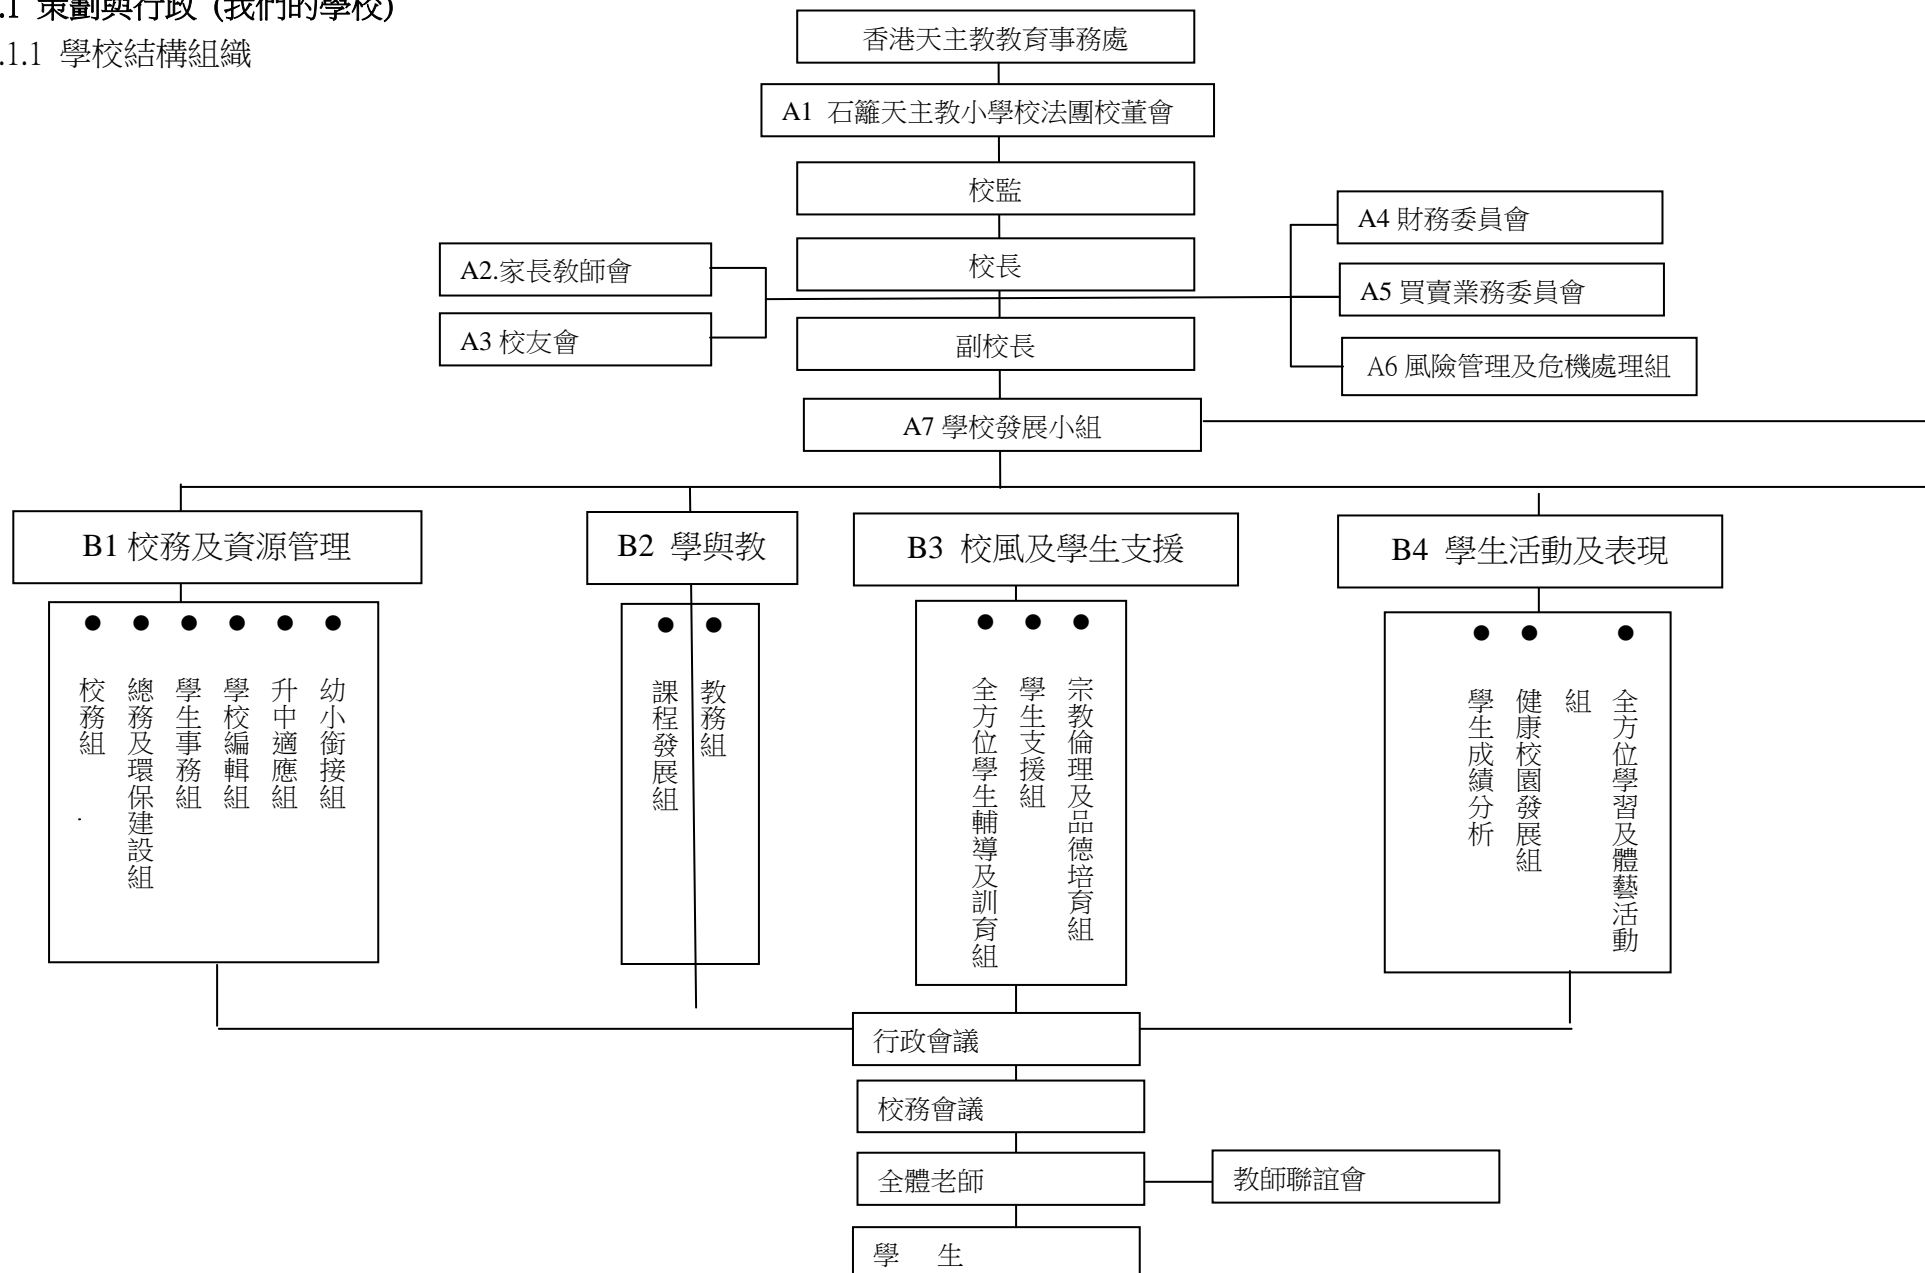 .1 策劃與行政 (我們的學校)
.1.1 學校結構組織
香港天主教教育事務處
A1 石籬天主教小學校法團校董會
校監
校長
A2.家長教師會
A3 校友會
A4 財務委員會
A5 買賣業務委員會
A6 風險管理及危機處理組
副校長
A7 學校發展小組
B1 校務及資源管理
B2 學與教
B3 校風及學生支援
B4 學生活動及表現
● 校務組
● 總務及環保建設組
● 學生事務組
● 學校編輯組
● 升中適應組
● 幼小銜接組
● 課程發展組
● 教務組
● 全方位學生輔導及訓育組
● 學生支援組
● 宗教倫理及品德培育組
● 學生成績分析
● 健康校園發展組
● 全方位學習及體藝活動
組
行政會議
校務會議
全體老師
教師聯誼會
學 生